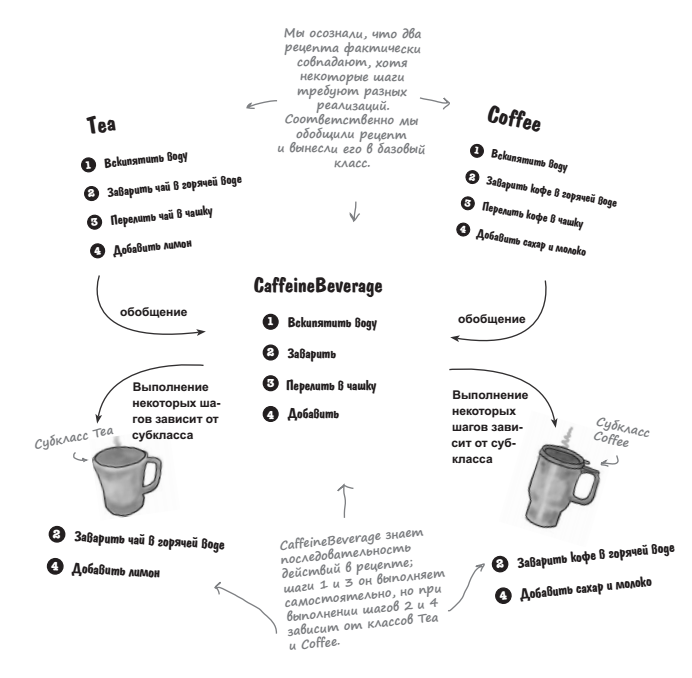 Мы осознали, что два
рецепта фактически
совпадают, хотя
некоторые шаги
требуют разных
реализаций.
Соответственно мы
обобщили рецепт
и вынесли его в базовый
класс.
Tea
1 Вскипятить воду
2 Заварить чай в горячей воде
3 Перелить чай в чашку
4 Добавить лимон
Coffee
1 Вскипятить воду
2 Заварить кофе в горячей воде
3 Перелить кофе в чашку
4 Добавить сахар и молоко
обобщение
CaffeineBeverage
1 Вскипятить воду
2 Заварить
3 Перелить в чашку
4 Добавить
обобщение
Выполнение
некоторых ша-
гов зависит от
субкласса
Субкласс Tea
2 Заварить чай в горячей воде
4 Добавить лимон
Выполнение
некоторых
шагов зави-
сит от суб-
класса
Субкласс
Coffee
2 Заварить кофе в горячей воде
4 Добавить сахар и молоко
CaffeineBeverage знает
последовательность
действий в рецепте;
шаги 1 и 3 он выполняет
самостоятельно, но при
выполнении шагов 2 и 4
зависит от классов Tea
и Coffee.